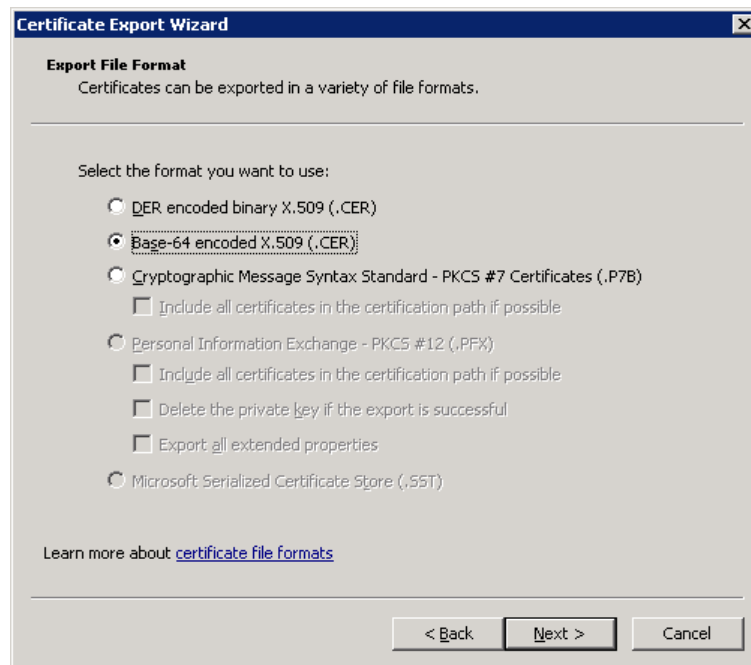 Certificate Export Wizard
Export File Format
Certificates can be exported in a variety of file formats.
Select the format you want to use:
DER encoded binary X.509 (.CER)
Base-64 encoded X.509 (.CER)
Cryptographic Message Syntax Standard - PKCS #7 Certificates (.P7B)
Include all certificates in the certification path if possible
Personal Information Exchange - PKCS #12 (.PFX)
Include all certificates in the certification path if possible
Delete the private key if the export is successful
Export all extended properties
Microsoft Serialized Certificate Store (.SST)
Learn more about certificate file formats
< Back Next > Cancel